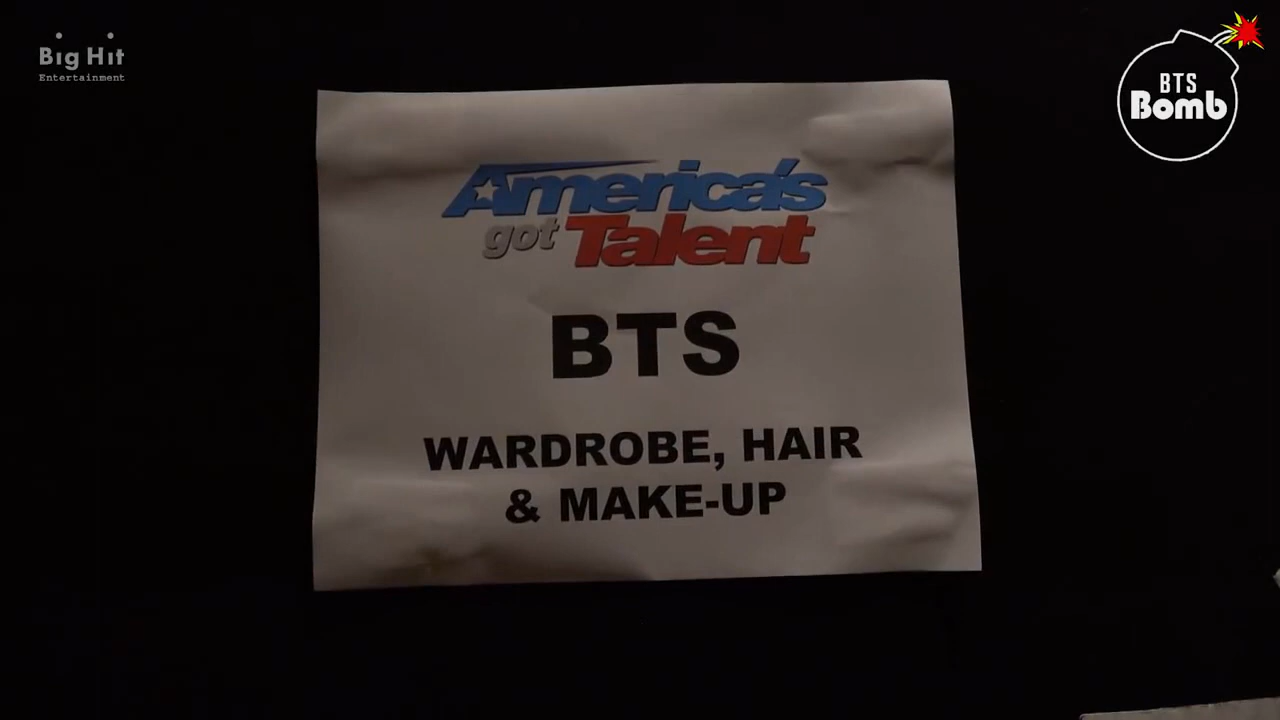 Big Hit
Entertainment
BTS
Bomb
America's
got Talent
BTS
WARDROBE, HAIR
& MAKE-UP